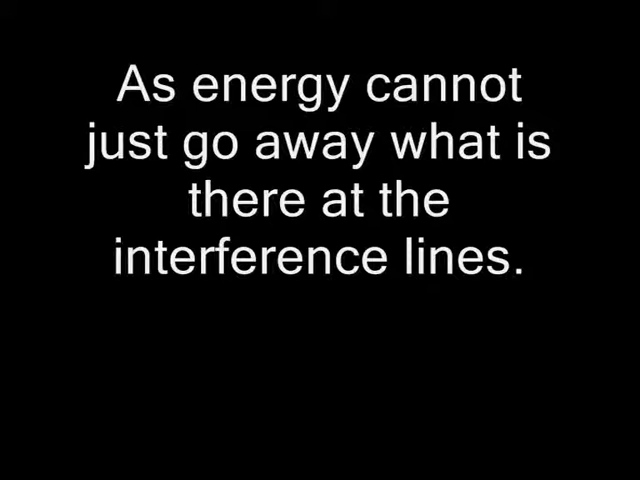 As energy cannot
just go away what is
there at the
interference lines.